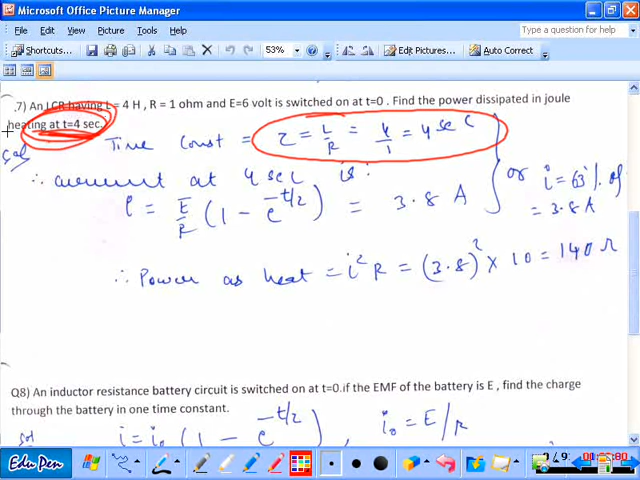 Microsoft Office Picture Manager
File Edit View Picture Tools Help
Type a question for help
Shortcuts... 53% Edit Pictures... Auto Correct
.7) An LCR having L = 4 H , R = 1 ohm and E=6 volt is switched on at t=0 . Find the power dissipated in joule
heating at t=4 sec.
Sol Time Const = τ = L/R = 4/1 = 4 sec
∴ current at 4 sec is: or i = 63% of
i = E/R (1 - e^-t/τ) = 3.8 A = 3.8 A
∴ Power as heat = i² R = (3.8)² × 10 = 140 Ω
Q8) An inductor resistance battery circuit is switched on at t=0.if the EMF of the battery is E , find the charge
through the battery in one time constant.
sol i = i₀ (1 - e^-t/τ) , i₀ = E/R
Edu Pen